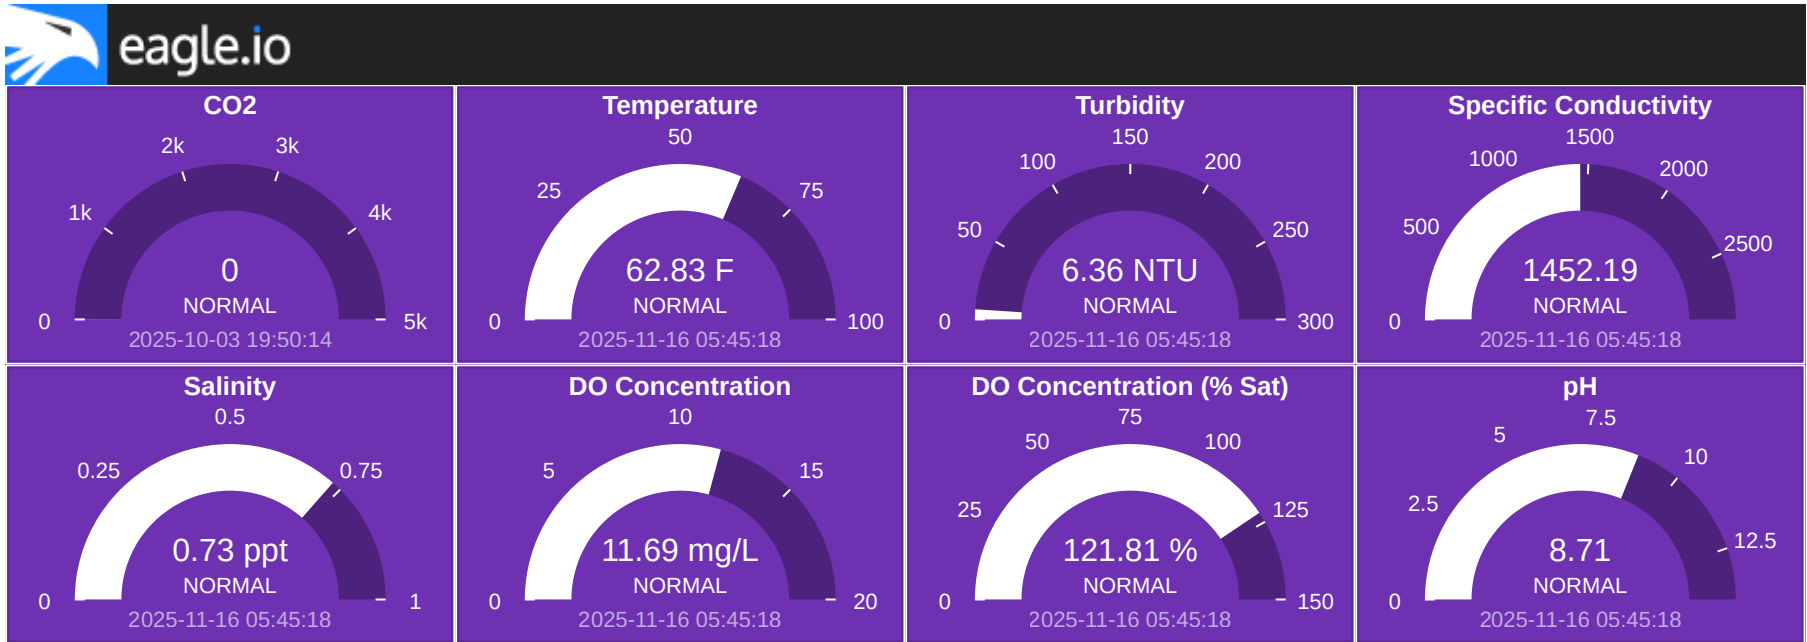 eagle.io
CO2
2k
3k
1k
4k
0
5k
0
NORMAL
2025-10-03 19:50:14
Temperature
50
25
75
0
100
62.83 F
NORMAL
2025-11-16 05:45:18
Turbidity
150
100
200
50
250
0
300
6.36 NTU
NORMAL
2025-11-16 05:45:18
Specific Conductivity
1500
1000
2000
500
2500
0
1452.19
NORMAL
2025-11-16 05:45:18
Salinity
0.5
0.25
0.75
0
1
0.73 ppt
NORMAL
2025-11-16 05:45:18
DO Concentration
10
5
15
0
20
11.69 mg/L
NORMAL
2025-11-16 05:45:18
DO Concentration (% Sat)
75
50
100
25
125
0
150
121.81 %
NORMAL
2025-11-16 05:45:18
pH
7.5
5
10
2.5
12.5
0
8.71
NORMAL
2025-11-16 05:45:18